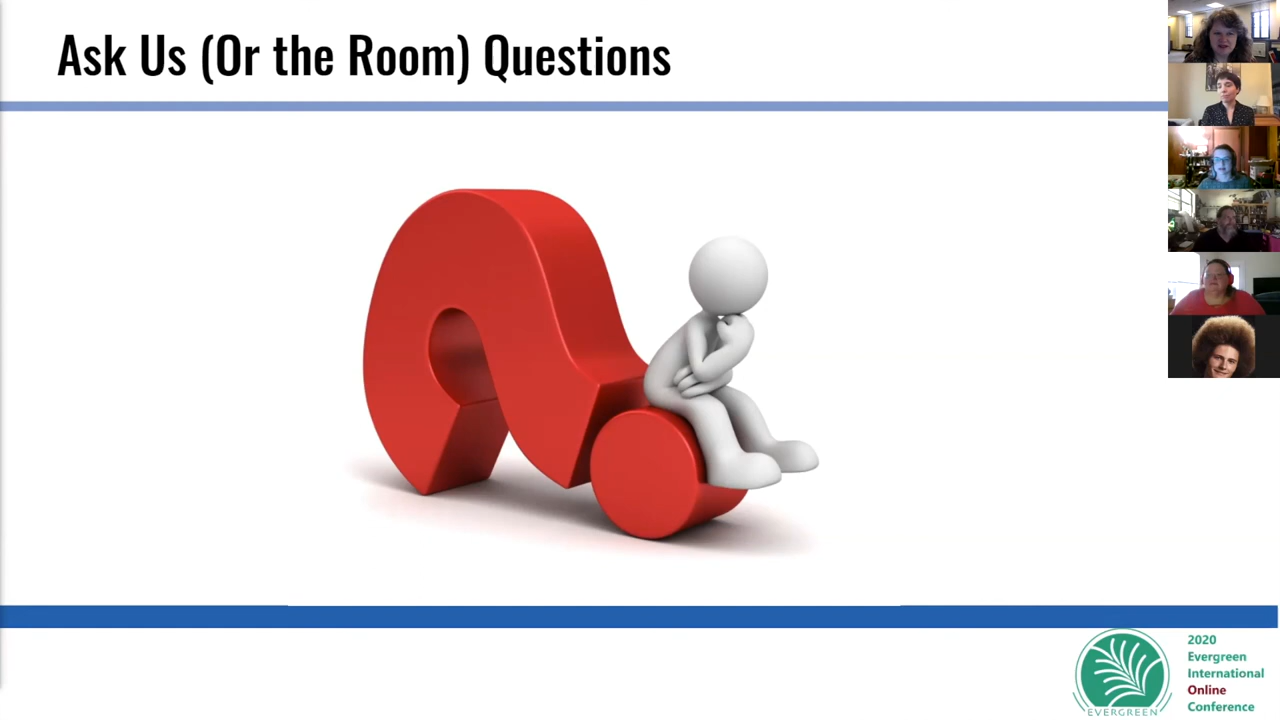 Ask Us (Or the Room) Questions
2020
Evergreen
International
Online
Conference
EVERGREEN